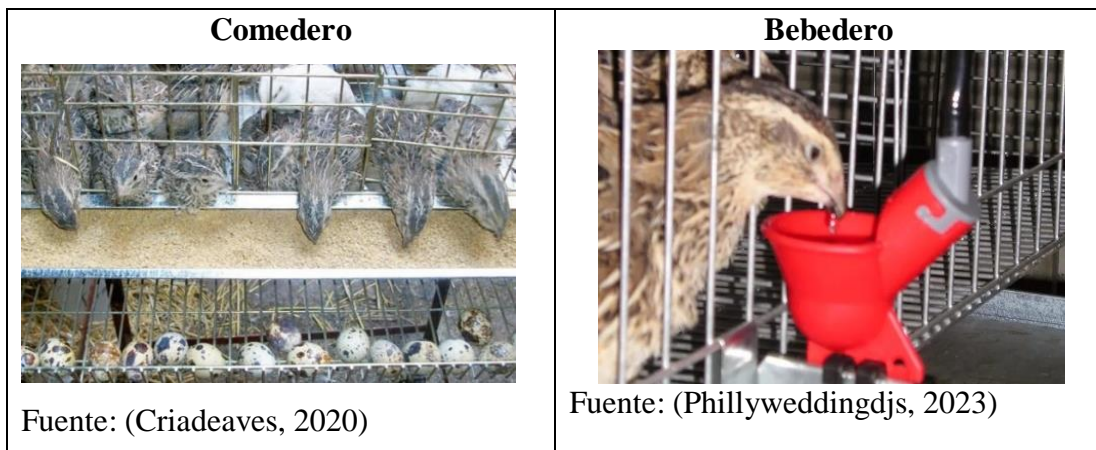 Comedero
Fuente: (Criadeaves, 2020)
Bebedero
Fuente: (Phillyweddingdjs, 2023)